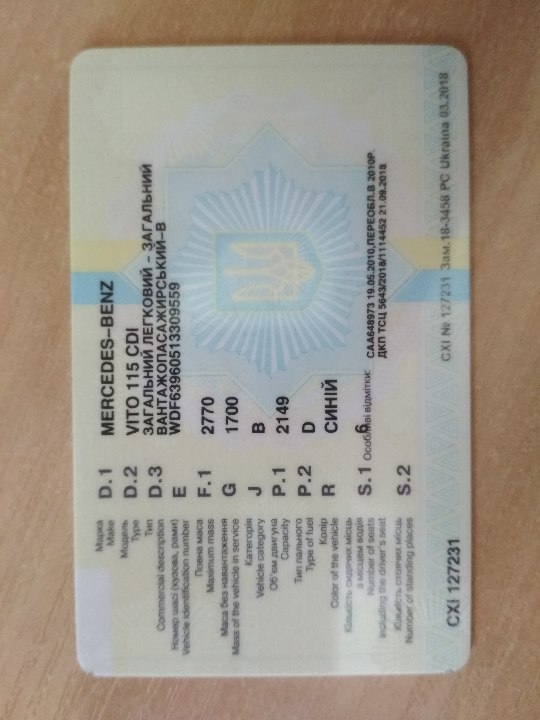 Марка
Make
D.1 MERCEDES-BENZ
Модель
Type
D.2 VITO 115 CDI
Тип
Commercial description
D.3 ЗАГАЛЬНИЙ ЛЕГКОВИЙ - ЗАГАЛЬНИЙ
ВАНТАЖОПАСАЖИРСЬКИЙ-В
Номер шасі (кузова, рами)
Vehicle identification number
E WDF63960513309559
Повна маса
Maximum mass
F.1 2770
Маса без навантаження
Mass of the vehicle in service
G 1700
Категорія
Vehicle category
J B
Об'єм двигуна
Capacity
P.1 2149
Тип пального
Type of fuel
P.2 D
Колір
Color of the vehicle
R СИНІЙ
Кількість сидячих місць
з місцем водія
Number of seats
including the driver's seat
S.1 6
Особливі відмітки:
САА648973 19.05.2010,ПЕРЕОБЛ.В 2010Р.
ДКП ТСЦ 5643/2018/1114452 21.09.2018
Кількість стоячих місць
Number of standing places
S.2
CXI 127231
CXI № 127231 Зам.18-3458 PC Ukraina 03.2018